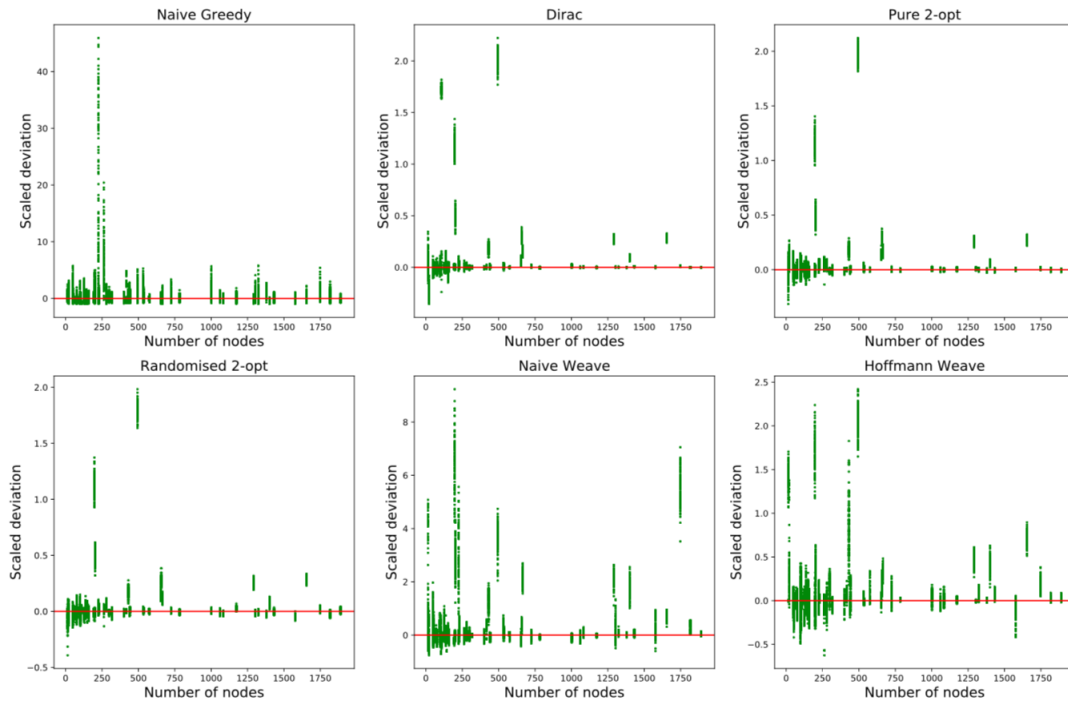 Naive Greedy
Scaled deviation
40
30
20
10
0
0 250 500 750 1000 1250 1500 1750
Number of nodes
Dirac
Scaled deviation
2.0
1.5
1.0
0.5
0.0
0 250 500 750 1000 1250 1500 1750
Number of nodes
Pure 2-opt
Scaled deviation
2.0
1.5
1.0
0.5
0.0
0 250 500 750 1000 1250 1500 1750
Number of nodes
Randomised 2-opt
Scaled deviation
2.0
1.5
1.0
0.5
0.0
−0.5
0 250 500 750 1000 1250 1500 1750
Number of nodes
Naive Weave
Scaled deviation
8
6
4
2
0
0 250 500 750 1000 1250 1500 1750
Number of nodes
Hoffmann Weave
Scaled deviation
2.5
2.0
1.5
1.0
0.5
0.0
−0.5
0 250 500 750 1000 1250 1500 1750
Number of nodes